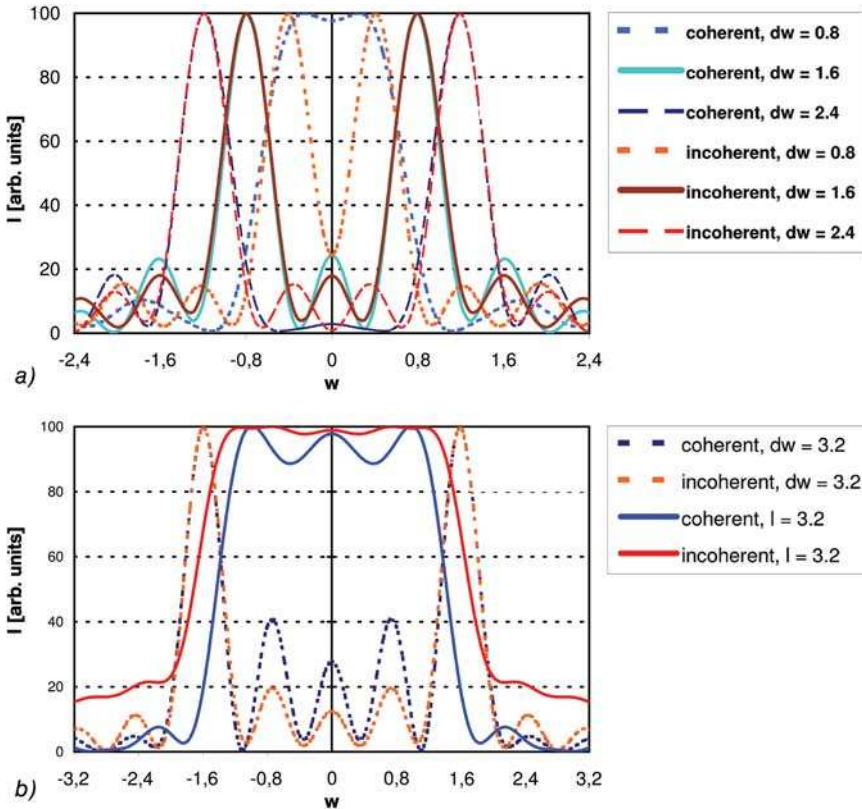 100
80
60
40
20
0
I [arb. units]
-2,4
-1,6
-0,8
0
0,8
1,6
2,4
w
a)
coherent, dw = 0.8
coherent, dw = 1.6
coherent, dw = 2.4
incoherent, dw = 0.8
incoherent, dw = 1.6
incoherent, dw = 2.4
100
80
60
40
20
0
I [arb. units]
-3,2
-2,4
-1,6
-0,8
0
0,8
1,6
2,4
3,2
w
b)
coherent, dw = 3.2
incoherent, dw = 3.2
coherent, l = 3.2
incoherent, l = 3.2